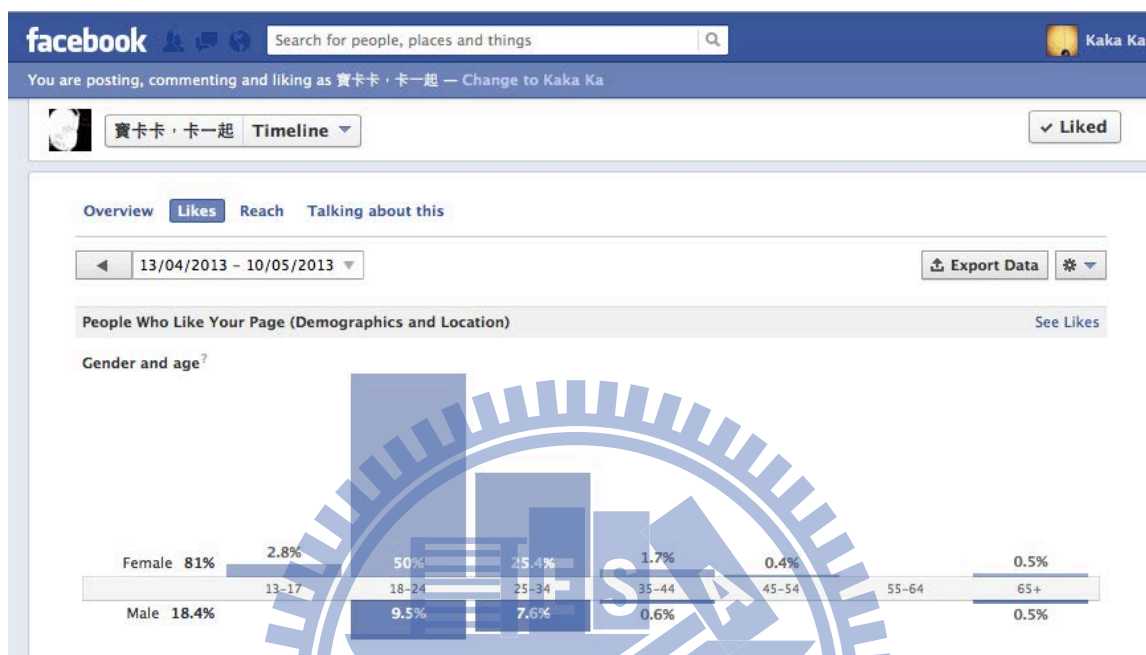 facebook Search for people, places and things Kaka Ka
You are posting, commenting and liking as 寶卡卡，卡一起 — Change to Kaka Ka
寶卡卡，卡一起 Timeline ✓ Liked
Overview Likes Reach Talking about this
13/04/2013 – 10/05/2013 Export Data
People Who Like Your Page (Demographics and Location) See Likes
Gender and age?
Female 81% 2.8% 50% 25.4% 1.7% 0.4% 0.5%
13–17 18–24 25–34 35–44 45–54 55–64 65+
Male 18.4% 9.5% 7.6% 0.6% 0.5%
ESA